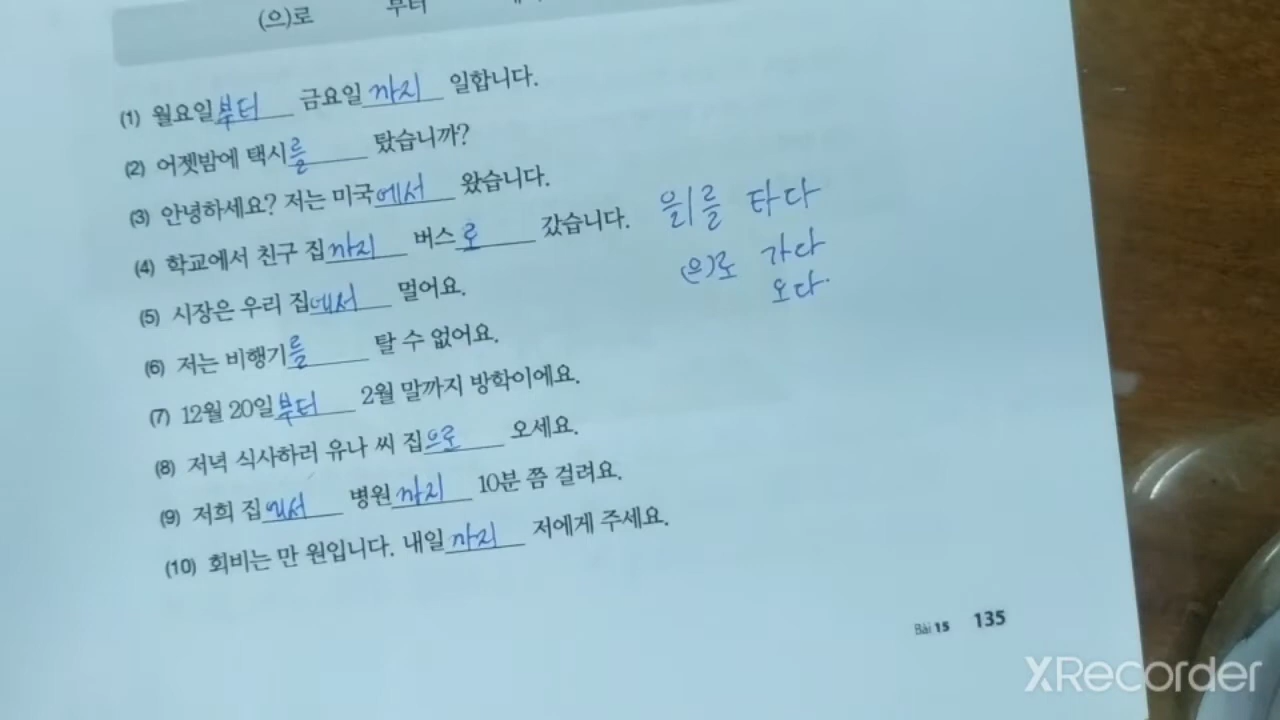 (으)로 부터
(1) 월요일부터 금요일까지 일합니다.
(2) 어젯밤에 택시를 탔습니까?
(3) 안녕하세요? 저는 미국에서 왔습니다.
(4) 학교에서 친구 집까지 버스로 갔습니다.
을/를 타다
(으)로 가다
오다.
(5) 시장은 우리 집에서 멀어요.
(6) 저는 비행기를 탈 수 없어요.
(7) 12월 20일부터 2월 말까지 방학이에요.
(8) 저녁 식사하러 유나 씨 집으로 오세요.
(9) 저희 집에서 병원까지 10분 쯤 걸려요.
(10) 회비는 만 원입니다. 내일까지 저에게 주세요.
Bài 15 135
XRecorder